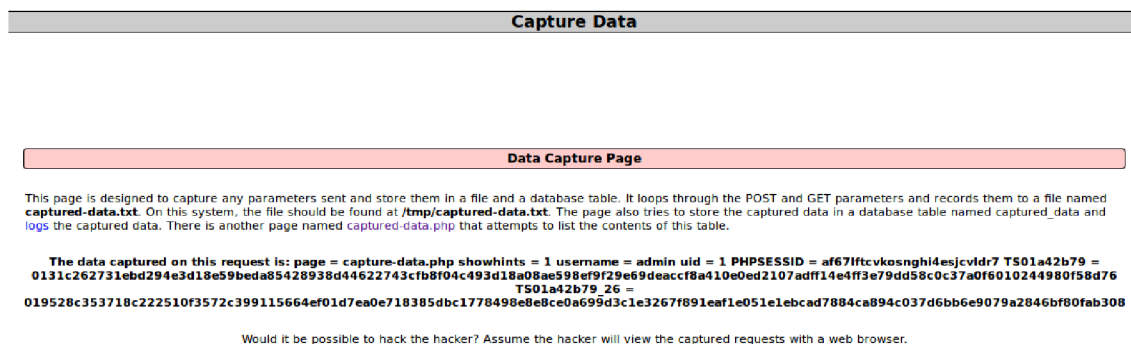 Capture Data
Data Capture Page
This page is designed to capture any parameters sent and store them in a file and a database table. It loops through the POST and GET parameters and records them to a file named
captured-data.txt. On this system, the file should be found at /tmp/captured-data.txt. The page also tries to store the captured data in a database table named captured_data and
logs the captured data. There is another page named captured-data.php that attempts to list the contents of this table.
The data captured on this request is: page = capture-data.php showhints = 1 username = admin uid = 1 PHPSESSID = af67lftcvkosnghi4esjcvldr7 TS01a42b79 =
0131c262731ebd294e3d18e59beda85428938d44622743cfb8f04c493d18a08ae598ef9f29e69deaccf8a410e0ed2107adff14e4ff3e79dd58c0c37a0f6010244980f58d76
TS01a42b79_26 =
019528c353718c222510f3572c399115664ef01d7ea0e718385dbc1778498e8e8ce0a699d3c1e3267f891eaf1e051e1ebcad7884ca894c037d6bb6e9079a2846bf80fab308
Would it be possible to hack the hacker? Assume the hacker will view the captured requests with a web browser.